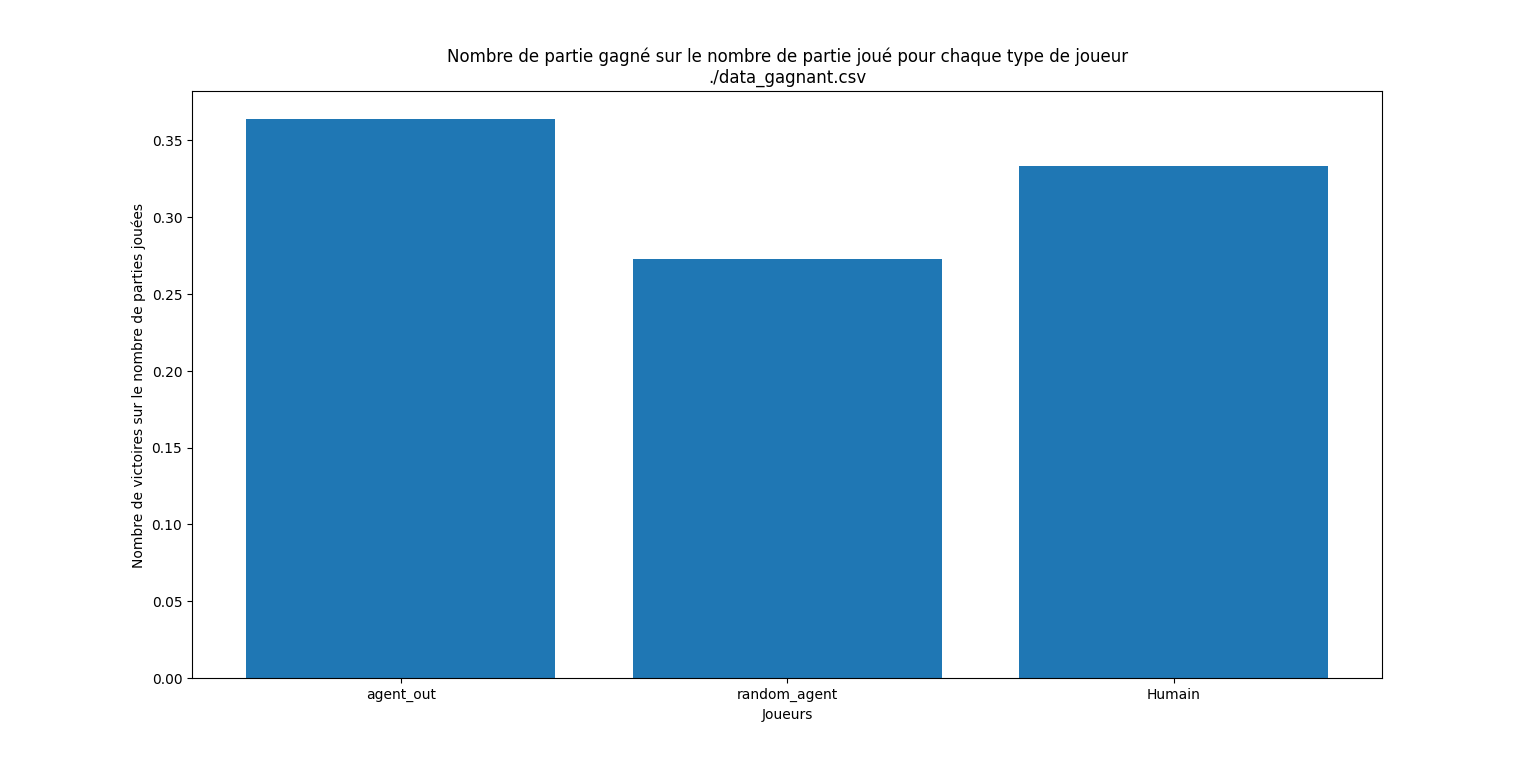 Nombre de partie gagné sur le nombre de partie joué pour chaque type de joueur
./data_gagnant.csv
Nombre de victoires sur le nombre de parties jouées
0.35
0.30
0.25
0.20
0.15
0.10
0.05
0.00
agent_out
random_agent
Humain
Joueurs